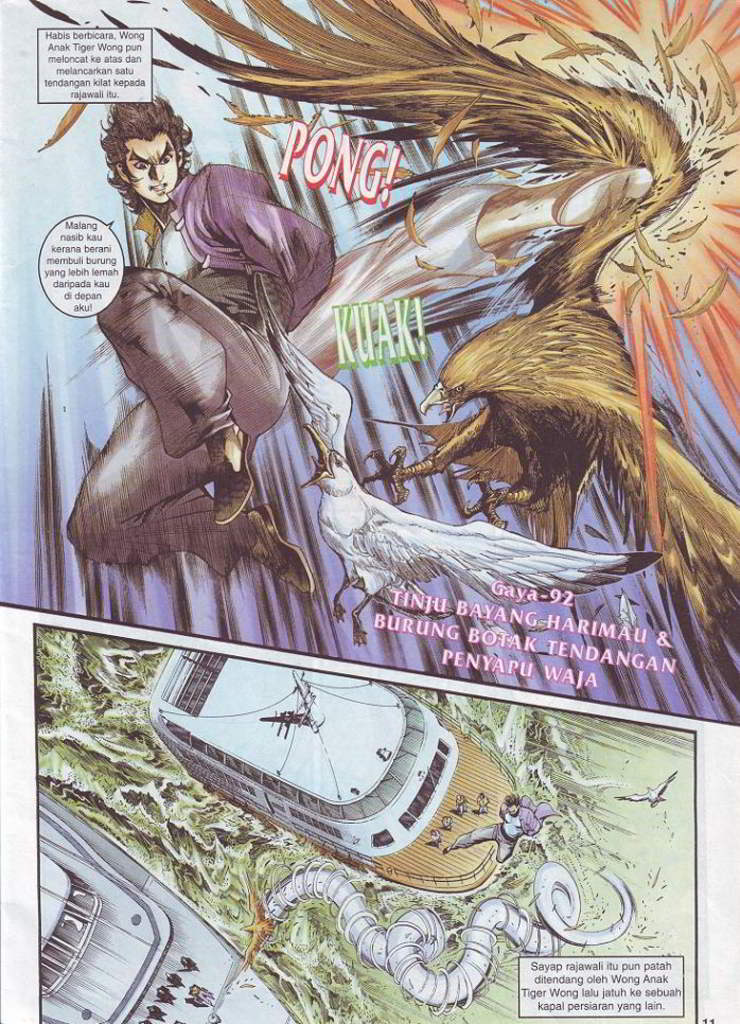 Habis berbicara, Wong
Anak Tiger Wong pun
meloncat ke atas dan
melancarkan satu
tendangan kilat kepada
rajawali itu.
PONG!
Malang
nasib kau
kerana berani
membuli burung
yang lebih lemah
daripada kau
di depan
aku!
KUAK!
Gaya-92
TINJU BAYANG HARIMAU &
BURUNG BOTAK TENDANGAN
PENYAPU WAJA
Sayap rajawali itu pun patah
ditendang oleh Wong Anak
Tiger Wong lalu jatuh ke sebuah
kapal persiaran yang lain.
11